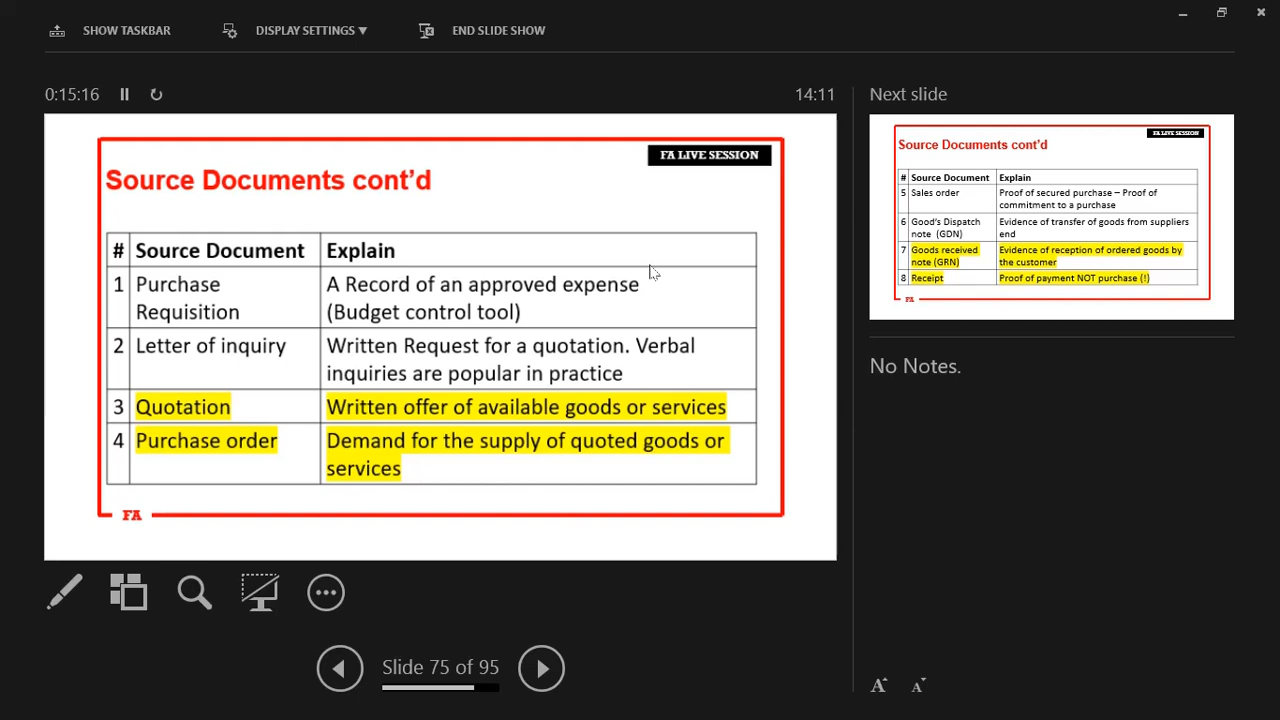 SHOW TASKBAR
DISPLAY SETTINGS ▼
END SLIDE SHOW
0:15:16
14:11
FA LIVE SESSION
Source Documents cont’d
# Source Document Explain
1 Purchase Requisition A Record of an approved expense (Budget control tool)
2 Letter of inquiry Written Request for a quotation. Verbal inquiries are popular in practice
3 Quotation Written offer of available goods or services
4 Purchase order Demand for the supply of quoted goods or services
FA
Slide 75 of 95
Next slide
FA LIVE SESSION
Source Documents cont’d
# Source Document Explain
5 Sales order Proof of secured purchase – Proof of commitment to a purchase
6 Good’s Dispatch note (GDN) Evidence of transfer of goods from suppliers end
7 Goods received note (GRN) Evidence of reception of ordered goods by the customer
8 Receipt Proof of payment NOT purchase (!)
FA
No Notes.
A A